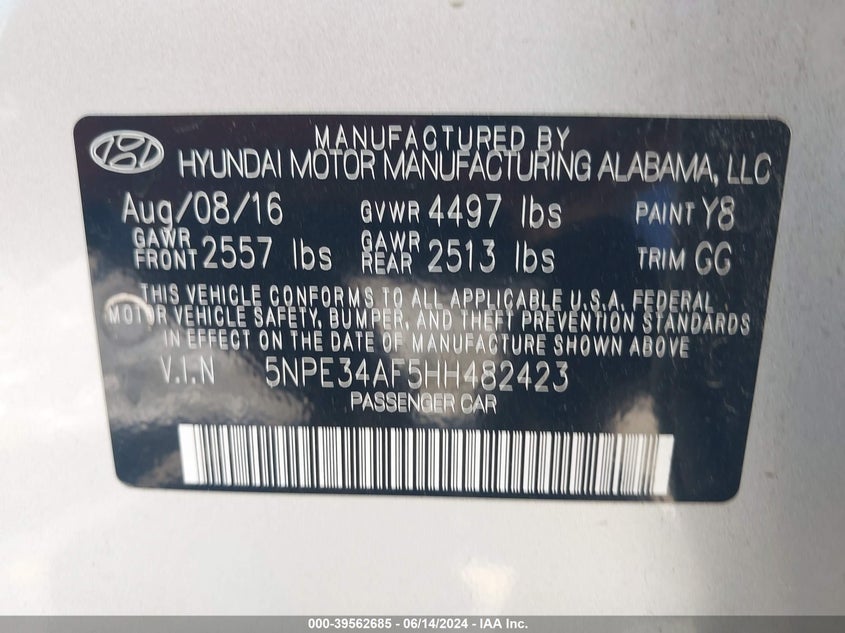 MANUFACTURED BY
HYUNDAI MOTOR MANUFACTURING ALABAMA, LLC
Aug/08/16 GVWR 4497 lbs PAINT Y8
GAWR FRONT 2557 lbs GAWR REAR 2513 lbs TRIM GG
THIS VEHICLE CONFORMS TO ALL APPLICABLE U.S.A. FEDERAL
MOTOR VEHICLE SAFETY, BUMPER, AND THEFT PREVENTION STANDARDS
IN EFFECT ON THE DATE OF MANUFACTURE SHOWN ABOVE.
V.I.N 5NPE34AF5HH482423
PASSENGER CAR
000-39562685 - 06/14/2024 - IAA Inc.